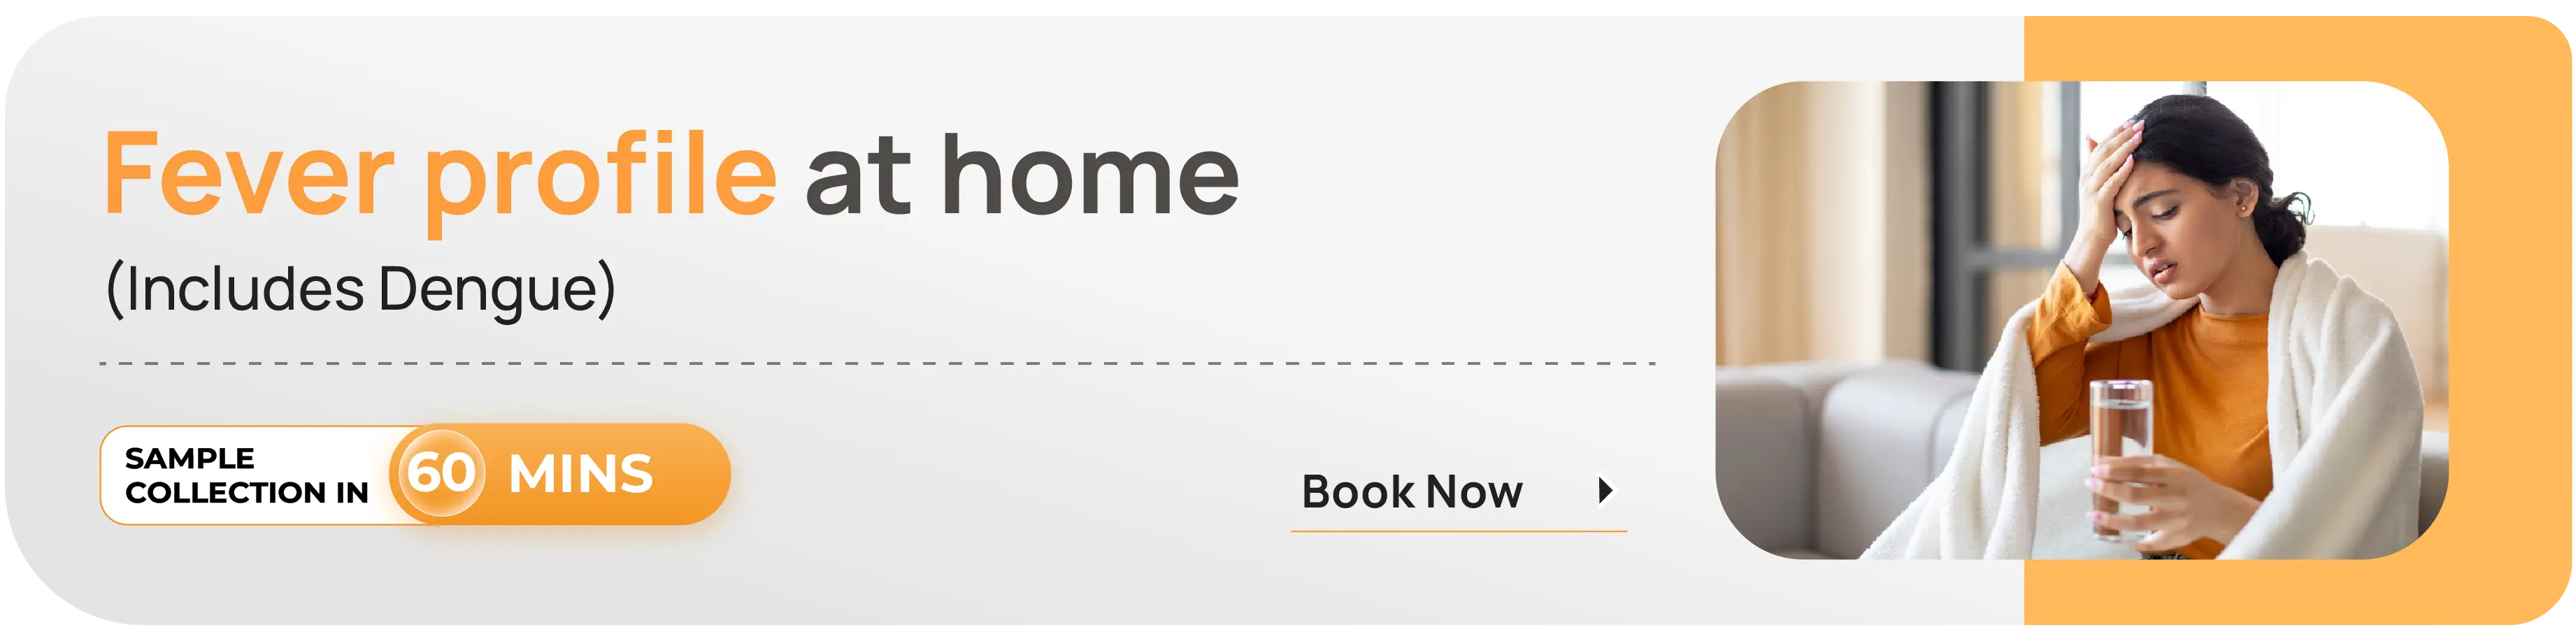 Fever profile at home
(Includes Dengue)
SAMPLE
COLLECTION IN
60 MINS
Book Now